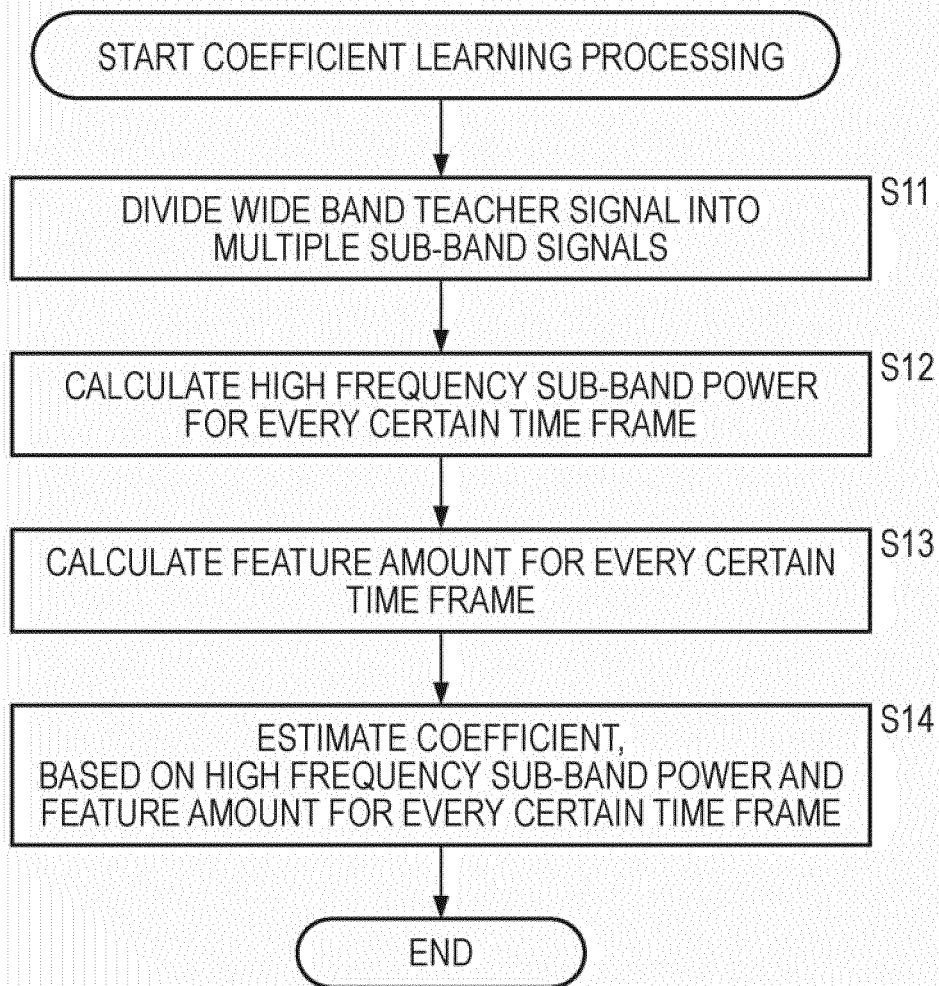 START COEFFICIENT LEARNING PROCESSING
S11
DIVIDE WIDE BAND TEACHER SIGNAL INTO
MULTIPLE SUB-BAND SIGNALS
S12
CALCULATE HIGH FREQUENCY SUB-BAND POWER
FOR EVERY CERTAIN TIME FRAME
S13
CALCULATE FEATURE AMOUNT FOR EVERY CERTAIN
TIME FRAME
S14
ESTIMATE COEFFICIENT,
BASED ON HIGH FREQUENCY SUB-BAND POWER AND
FEATURE AMOUNT FOR EVERY CERTAIN TIME FRAME
END